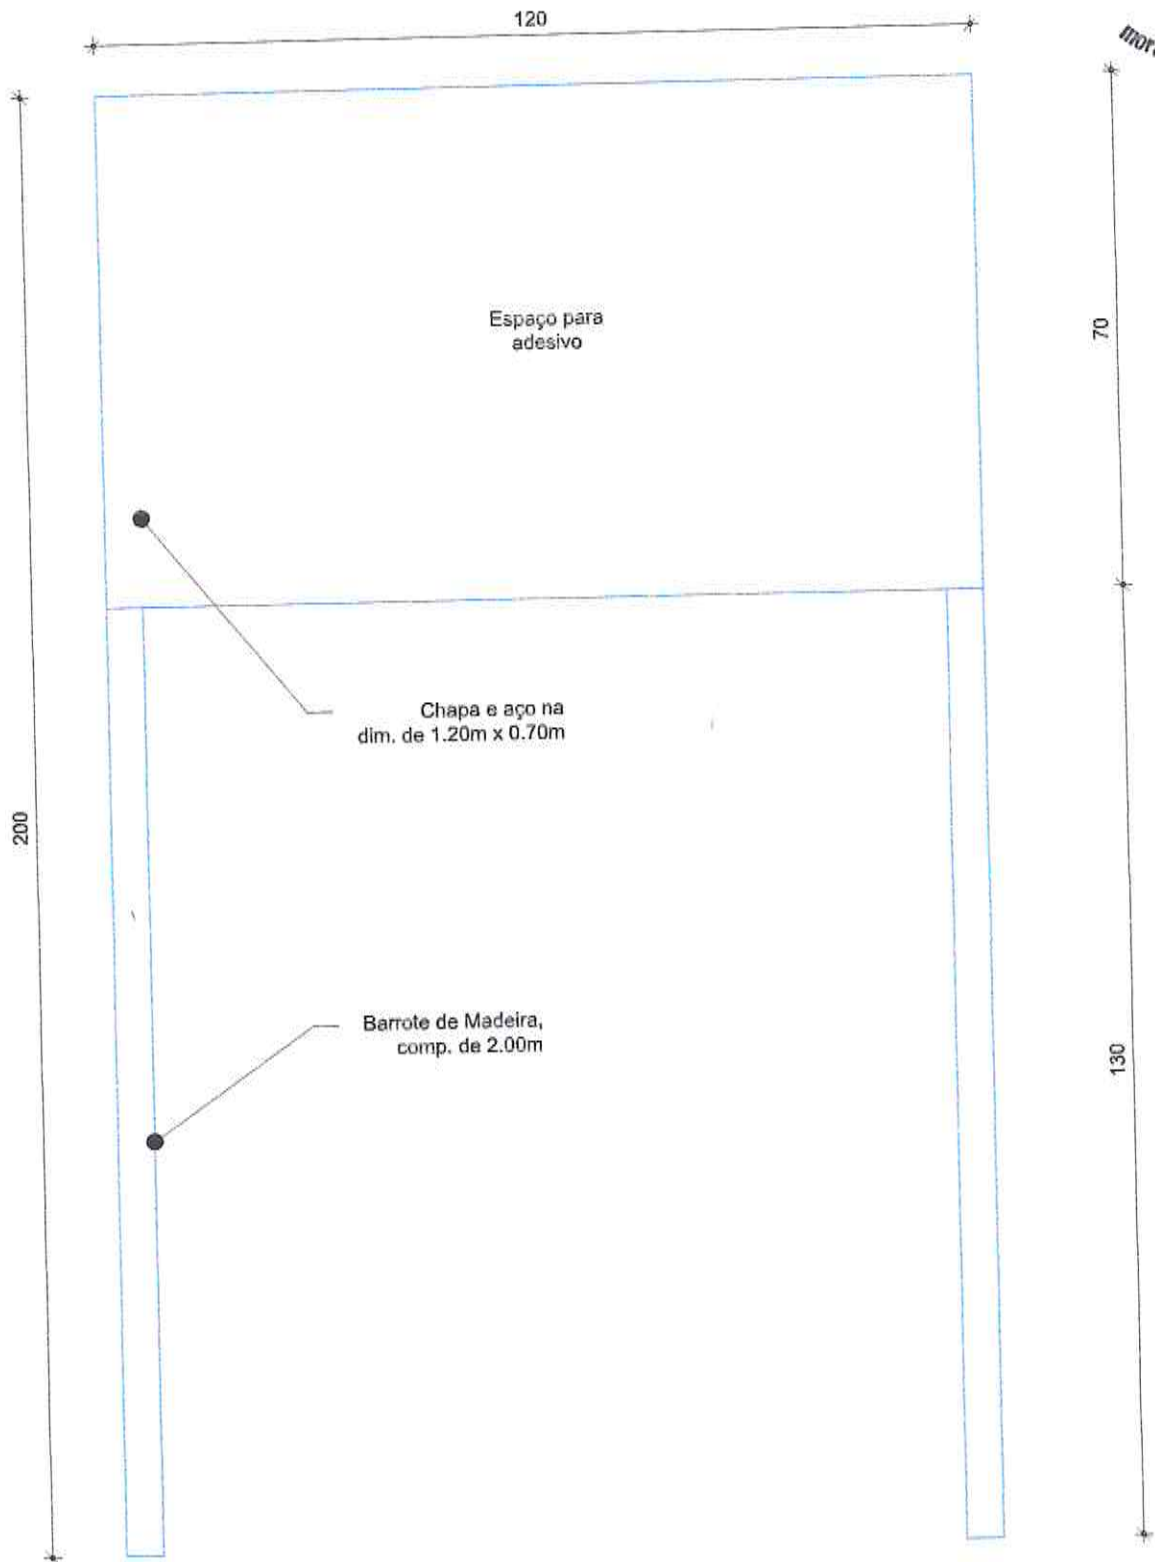 120
Espaço para
adesivo
70
Chapa e aço na
dim. de 1.20m x 0.70m
200
Barrote de Madeira,
comp. de 2.00m
130